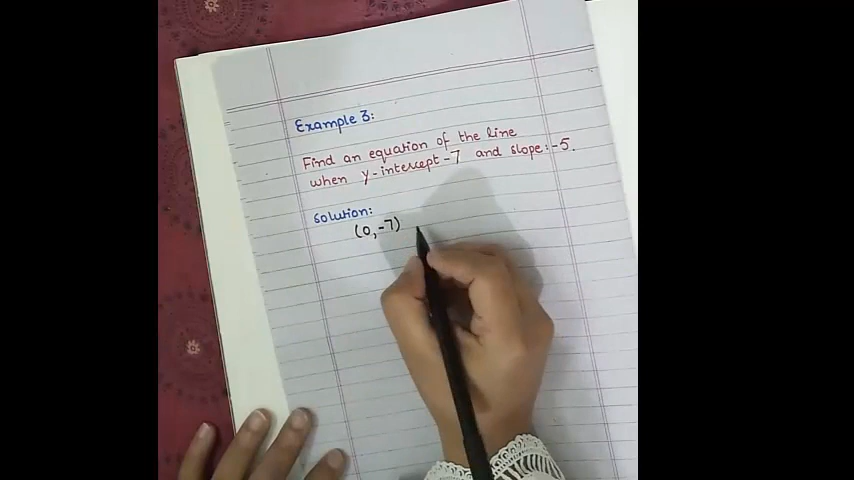 Example 3:
Find an equation of the line
when y-intercept -7 and slope: -5.
Solution:
(0,-7)